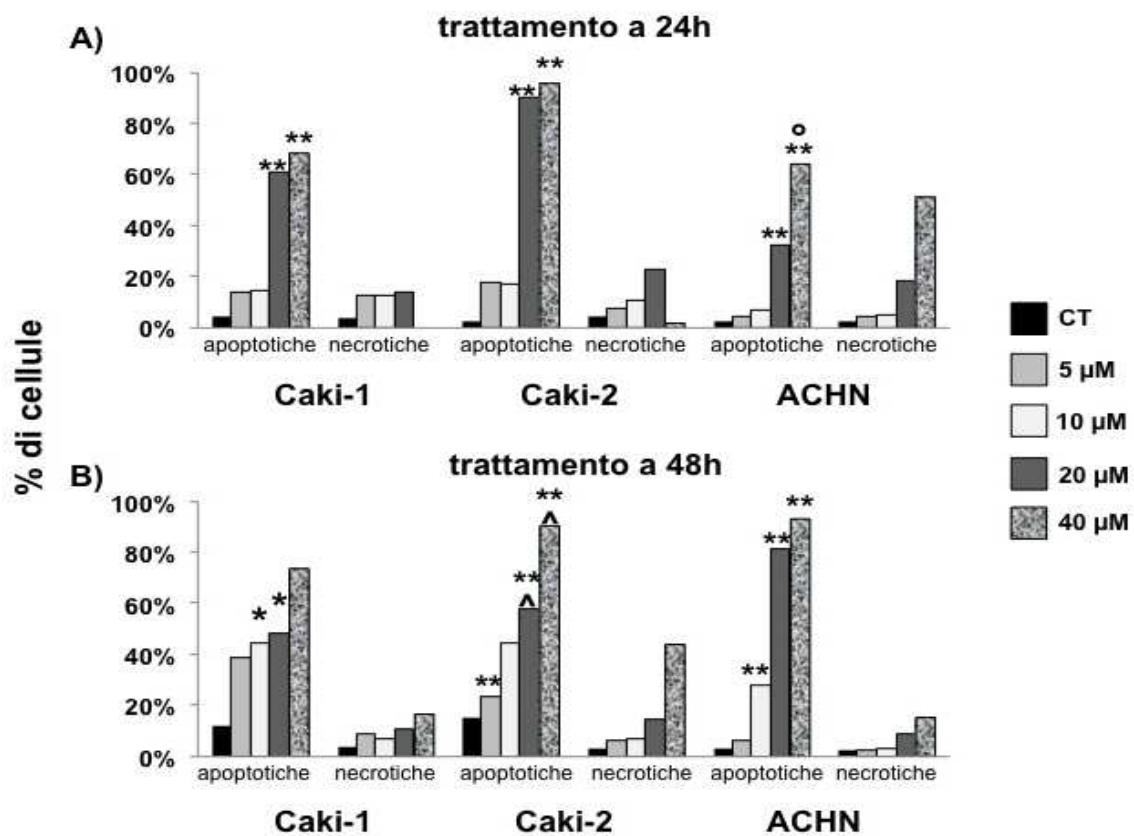 A)
trattamento a 24h
100%
80%
60%
40%
20%
0%
** ** ** ** ** ** °
apoptotiche necrotiche apoptotiche necrotiche apoptotiche necrotiche
Caki-1 Caki-2 ACHN
% di cellule
CT
5 µM
10 µM
20 µM
40 µM
B)
trattamento a 48h
100%
80%
60%
40%
20%
0%
* * ** ** ^ ** ^ ** ** **
apoptotiche necrotiche apoptotiche necrotiche apoptotiche necrotiche
Caki-1 Caki-2 ACHN